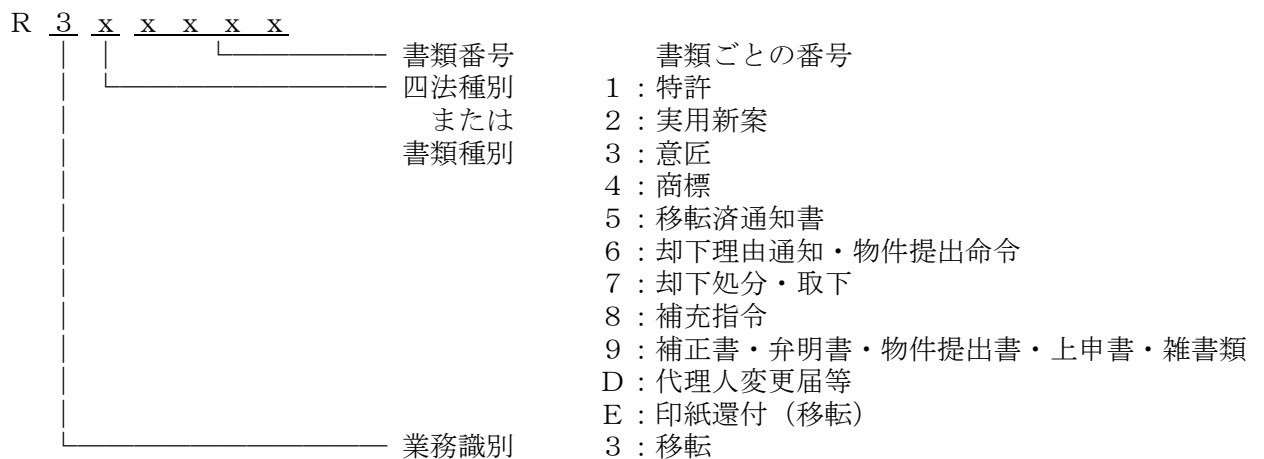 R 3 x x x x x
書類番号 書類ごとの番号
四法種別 1：特許
または 2：実用新案
書類種別 3：意匠
4：商標
5：移転済通知書
6：却下理由通知・物件提出命令
7：却下処分・取下
8：補充指令
9：補正書・弁明書・物件提出書・上申書・雑書類
D：代理人変更届等
E：印紙還付（移転）
業務識別 3：移転